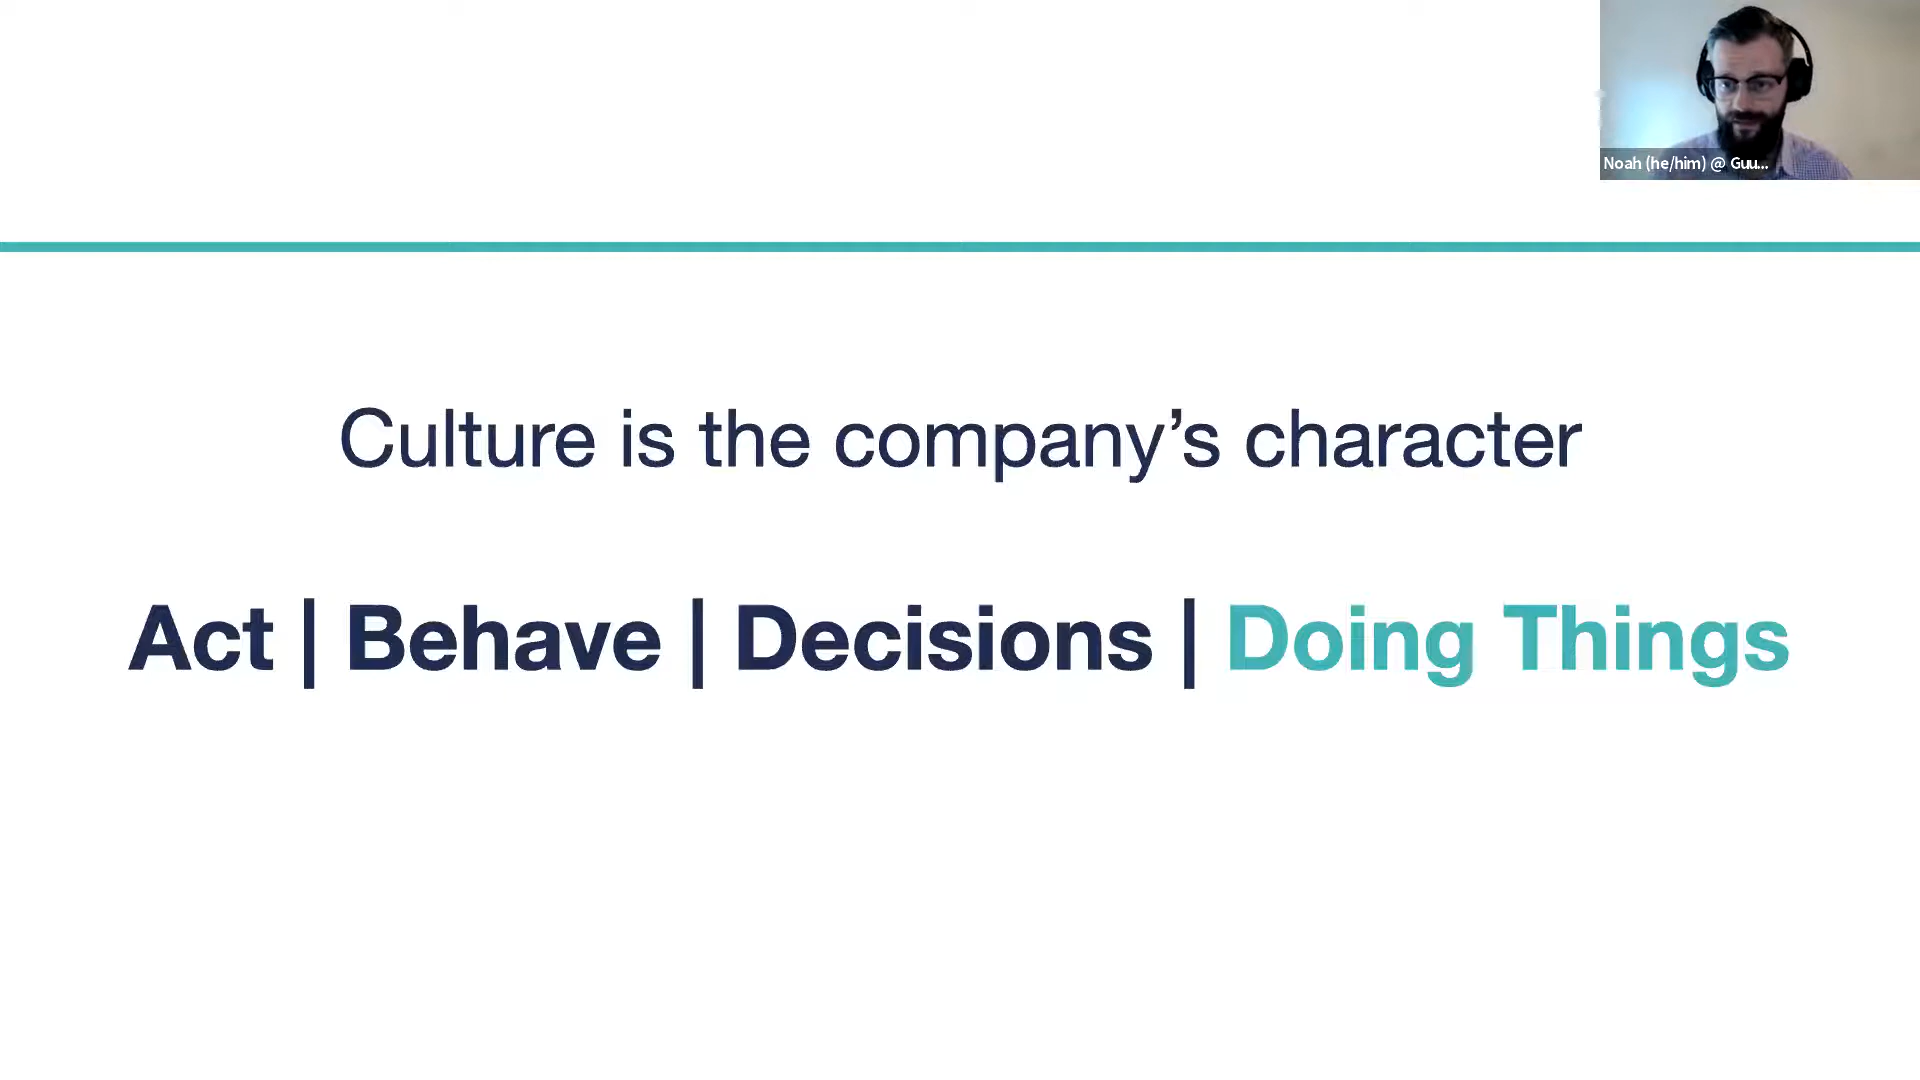 Noah (he/him) @ Guu...
Culture is the company’s character
Act | Behave | Decisions | Doing Things